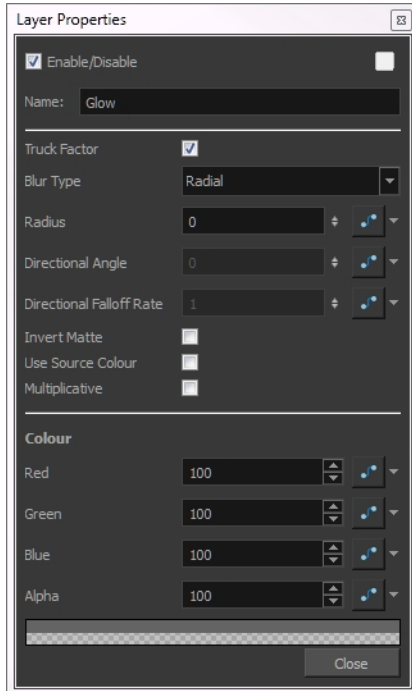 Layer Properties
Enable/Disable
Name: Glow
Truck Factor
Blur Type Radial
Radius 0
Directional Angle 0
Directional Falloff Rate 1
Invert Matte
Use Source Colour
Multiplicative
Colour
Red 100
Green 100
Blue 100
Alpha 100
Close